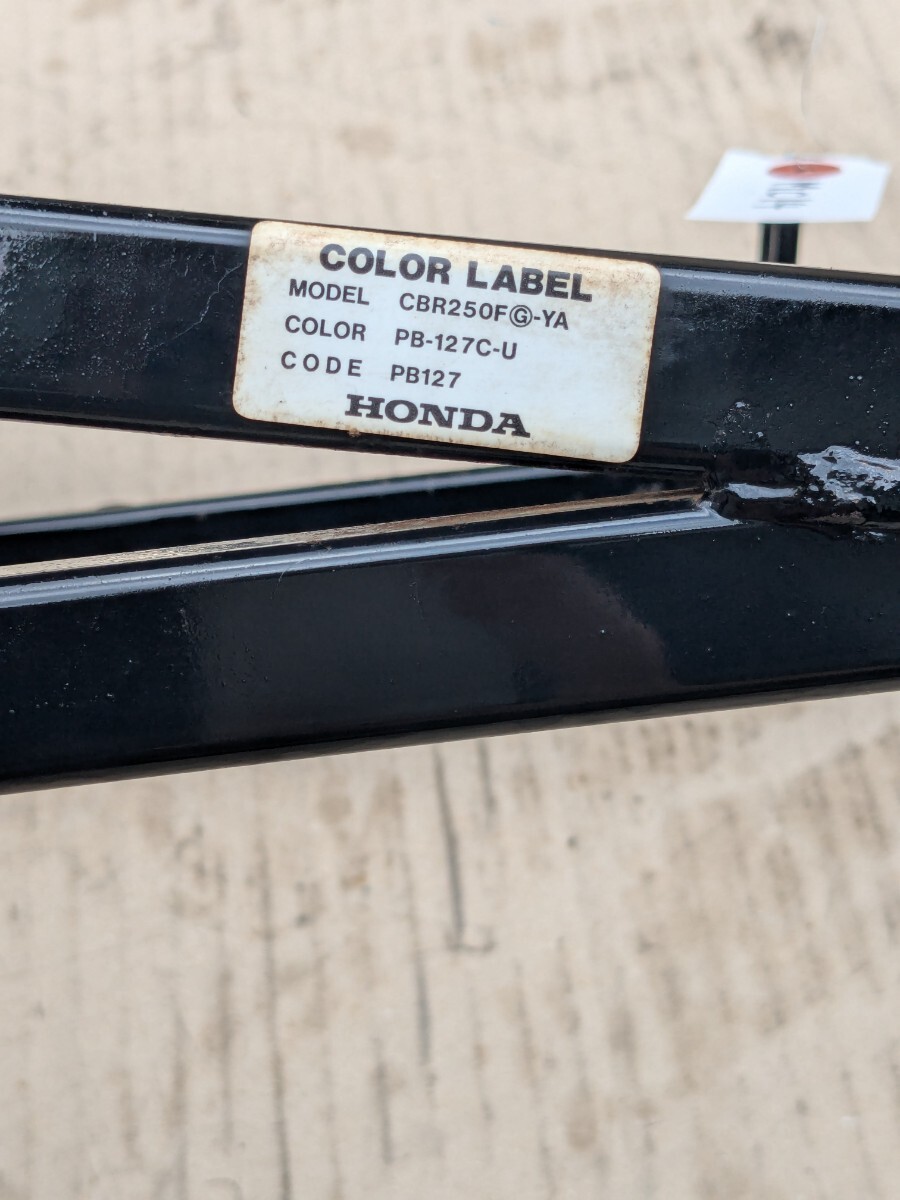 COLOR LABEL
MODEL CBR250FⒼ-YA
COLOR PB-127C-U
CODE PB127
HONDA